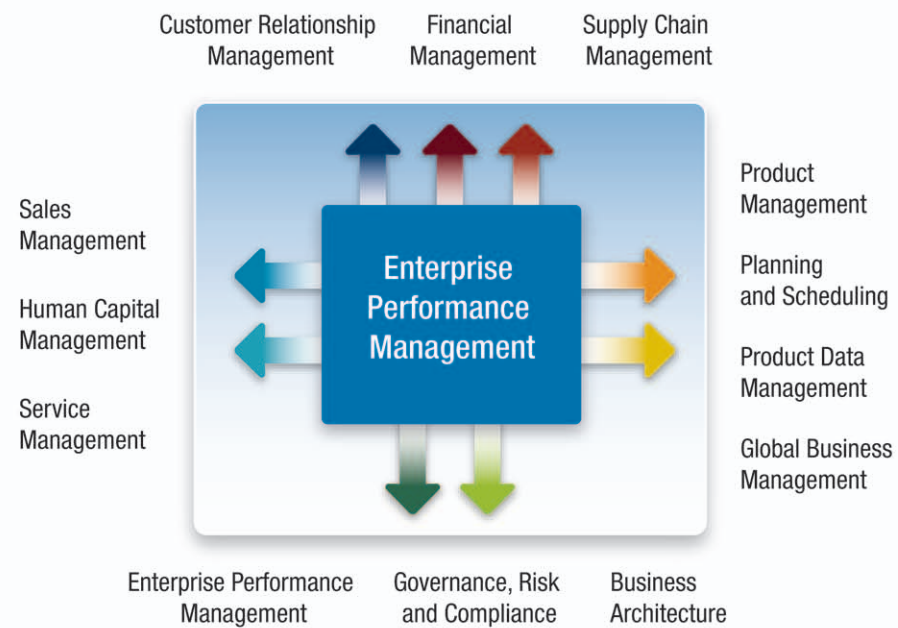 Customer Relationship
Management
Financial
Management
Supply Chain
Management
Sales
Management
Human Capital
Management
Service
Management
Enterprise
Performance
Management
Product
Management
Planning
and Scheduling
Product Data
Management
Global Business
Management
Enterprise Performance
Management
Governance, Risk
and Compliance
Business
Architecture